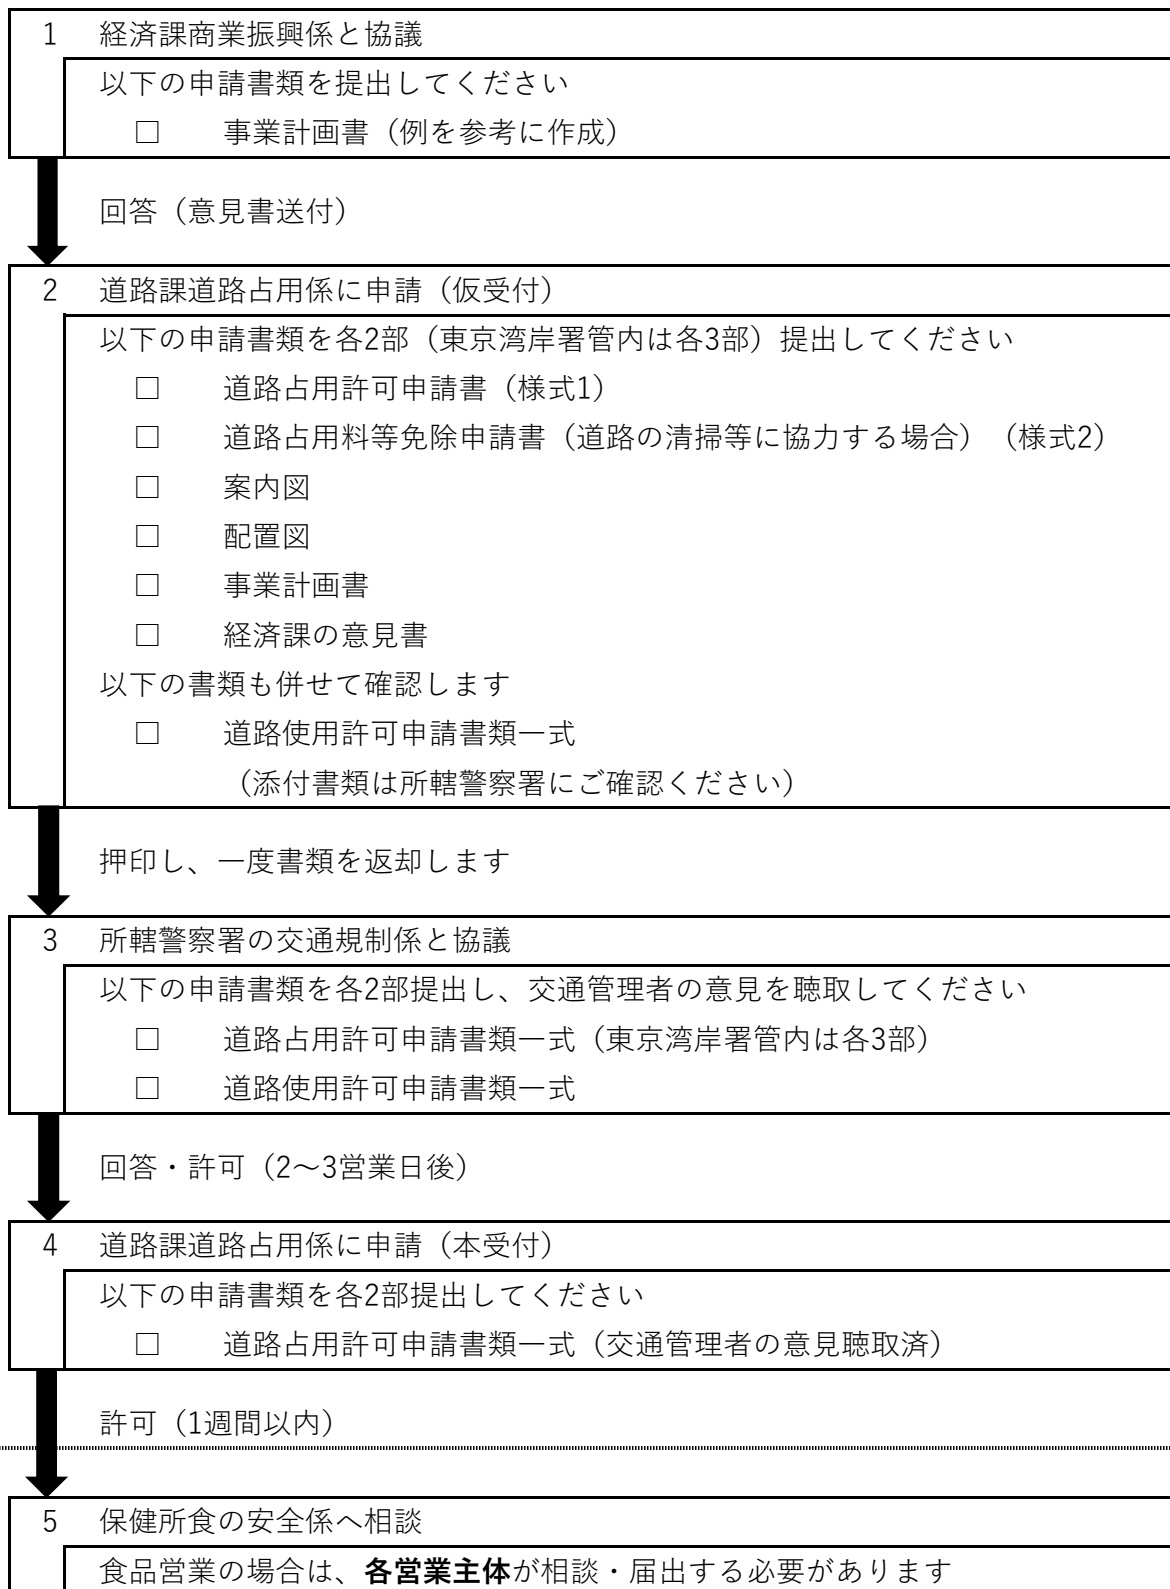 1 経済課商業振興係と協議
以下の申請書類を提出してください
□ 事業計画書（例を参考に作成）
回答（意見書送付）
2 道路課道路占用係に申請（仮受付）
以下の申請書類を各2部（東京湾岸署管内は各3部）提出してください
□ 道路占用許可申請書（様式1）
□ 道路占用料等免除申請書（道路の清掃等に協力する場合）（様式2）
□ 案内図
□ 配置図
□ 事業計画書
□ 経済課の意見書
以下の書類も併せて確認します
□ 道路使用許可申請書類一式
（添付書類は所轄警察署にご確認ください）
押印し、一度書類を返却します
3 所轄警察署の交通規制係と協議
以下の申請書類を各2部提出し、交通管理者の意見を聴取してください
□ 道路占用許可申請書類一式（東京湾岸署管内は各3部）
□ 道路使用許可申請書類一式
回答・許可（2～3営業日後）
4 道路課道路占用係に申請（本受付）
以下の申請書類を各2部提出してください
□ 道路占用許可申請書類一式（交通管理者の意見聴取済）
許可（1週間以内）
5 保健所食の安全係へ相談
食品営業の場合は、各営業主体が相談・届出する必要があります